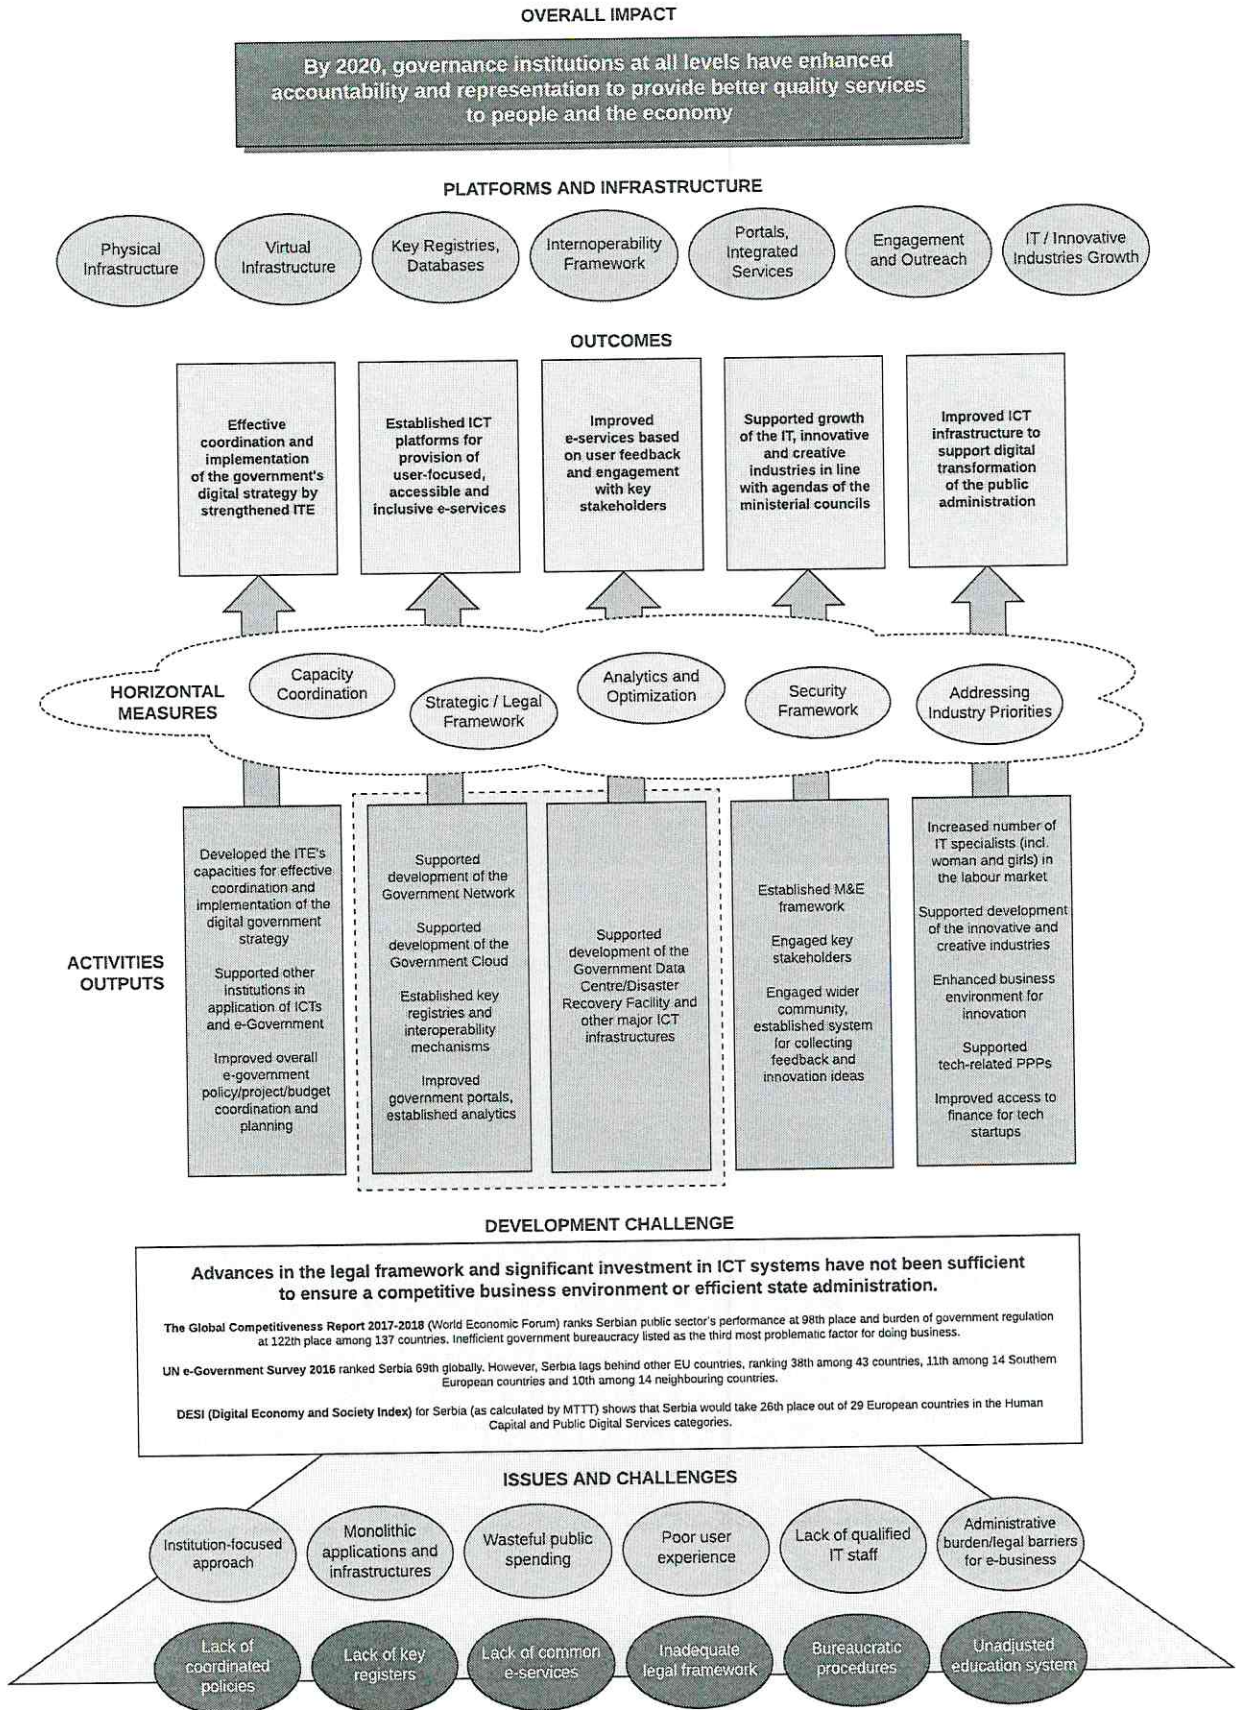 OVERALL IMPACT
By 2020, governance institutions at all levels have enhanced
accountability and representation to provide better quality services
to people and the economy
PLATFORMS AND INFRASTRUCTURE
Physical
Infrastructure
Virtual
Infrastructure
Key Registries,
Databases
Internoperability
Framework
Portals,
Integrated
Services
Engagement
and Outreach
IT / Innovative
Industries Growth
OUTCOMES
Effective
coordination and
implementation
of the government's
digital strategy by
strengthened ITE
Established ICT
platforms for
provision of
user-focused,
accessible and
inclusive e-services
Improved
e-services based
on user feedback
and engagement
with key
stakeholders
Supported growth
of the IT, innovative
and creative
industries in line
with agendas of the
ministerial councils
Improved ICT
infrastructure to
support digital
transformation
of the public
administration
HORIZONTAL
MEASURES
Capacity
Coordination
Strategic / Legal
Framework
Analytics and
Optimization
Security
Framework
Addressing
Industry Priorities
ACTIVITIES
OUTPUTS
Developed the ITE's
capacities for effective
coordination and
implementation of the
digital government
strategy
Supported other
institutions in
application of ICTs
and e-Government
Improved overall
e-government
policy/project/budget
coordination and
planning
Supported
development of the
Government Network
Supported
development of the
Government Cloud
Established key
registries and
interoperability
mechanisms
Improved
government portals,
established analytics
Supported
development of the
Government Data
Centre/Disaster
Recovery Facility and
other major ICT
infrastructures
Established M&E
framework
Engaged key
stakeholders
Engaged wider
community,
established system
for collecting
feedback and
innovation ideas
Increased number of
IT specialists (incl.
woman and girls) in
the labour market
Supported development
of the innovative and
creative industries
Enhanced business
environment for
innovation
Supported
tech-related PPPs
Improved access to
finance for tech
startups
DEVELOPMENT CHALLENGE
Advances in the legal framework and significant investment in ICT systems have not been sufficient
to ensure a competitive business environment or efficient state administration.
The Global Competitiveness Report 2017-2018 (World Economic Forum) ranks Serbian public sector's performance at 98th place and burden of government regulation
at 122th place among 137 countries. Inefficient government bureaucracy listed as the third most problematic factor for doing business.
UN e-Government Survey 2016 ranked Serbia 69th globally. However, Serbia lags behind other EU countries, ranking 38th among 43 countries, 11th among 14 Southern
European countries and 10th among 14 neighbouring countries.
DESI (Digital Economy and Society Index) for Serbia (as calculated by MTTT) shows that Serbia would take 26th place out of 29 European countries in the Human
Capital and Public Digital Services categories.
ISSUES AND CHALLENGES
Institution-focused
approach
Monolithic
applications and
infrastructures
Wasteful public
spending
Poor user
experience
Lack of qualified
IT staff
Administrative
burden/legal barriers
for e-business
Lack of
coordinated
policies
Lack of key
registers
Lack of common
e-services
Inadequate
legal framework
Bureaucratic
procedures
Unadjusted
education system